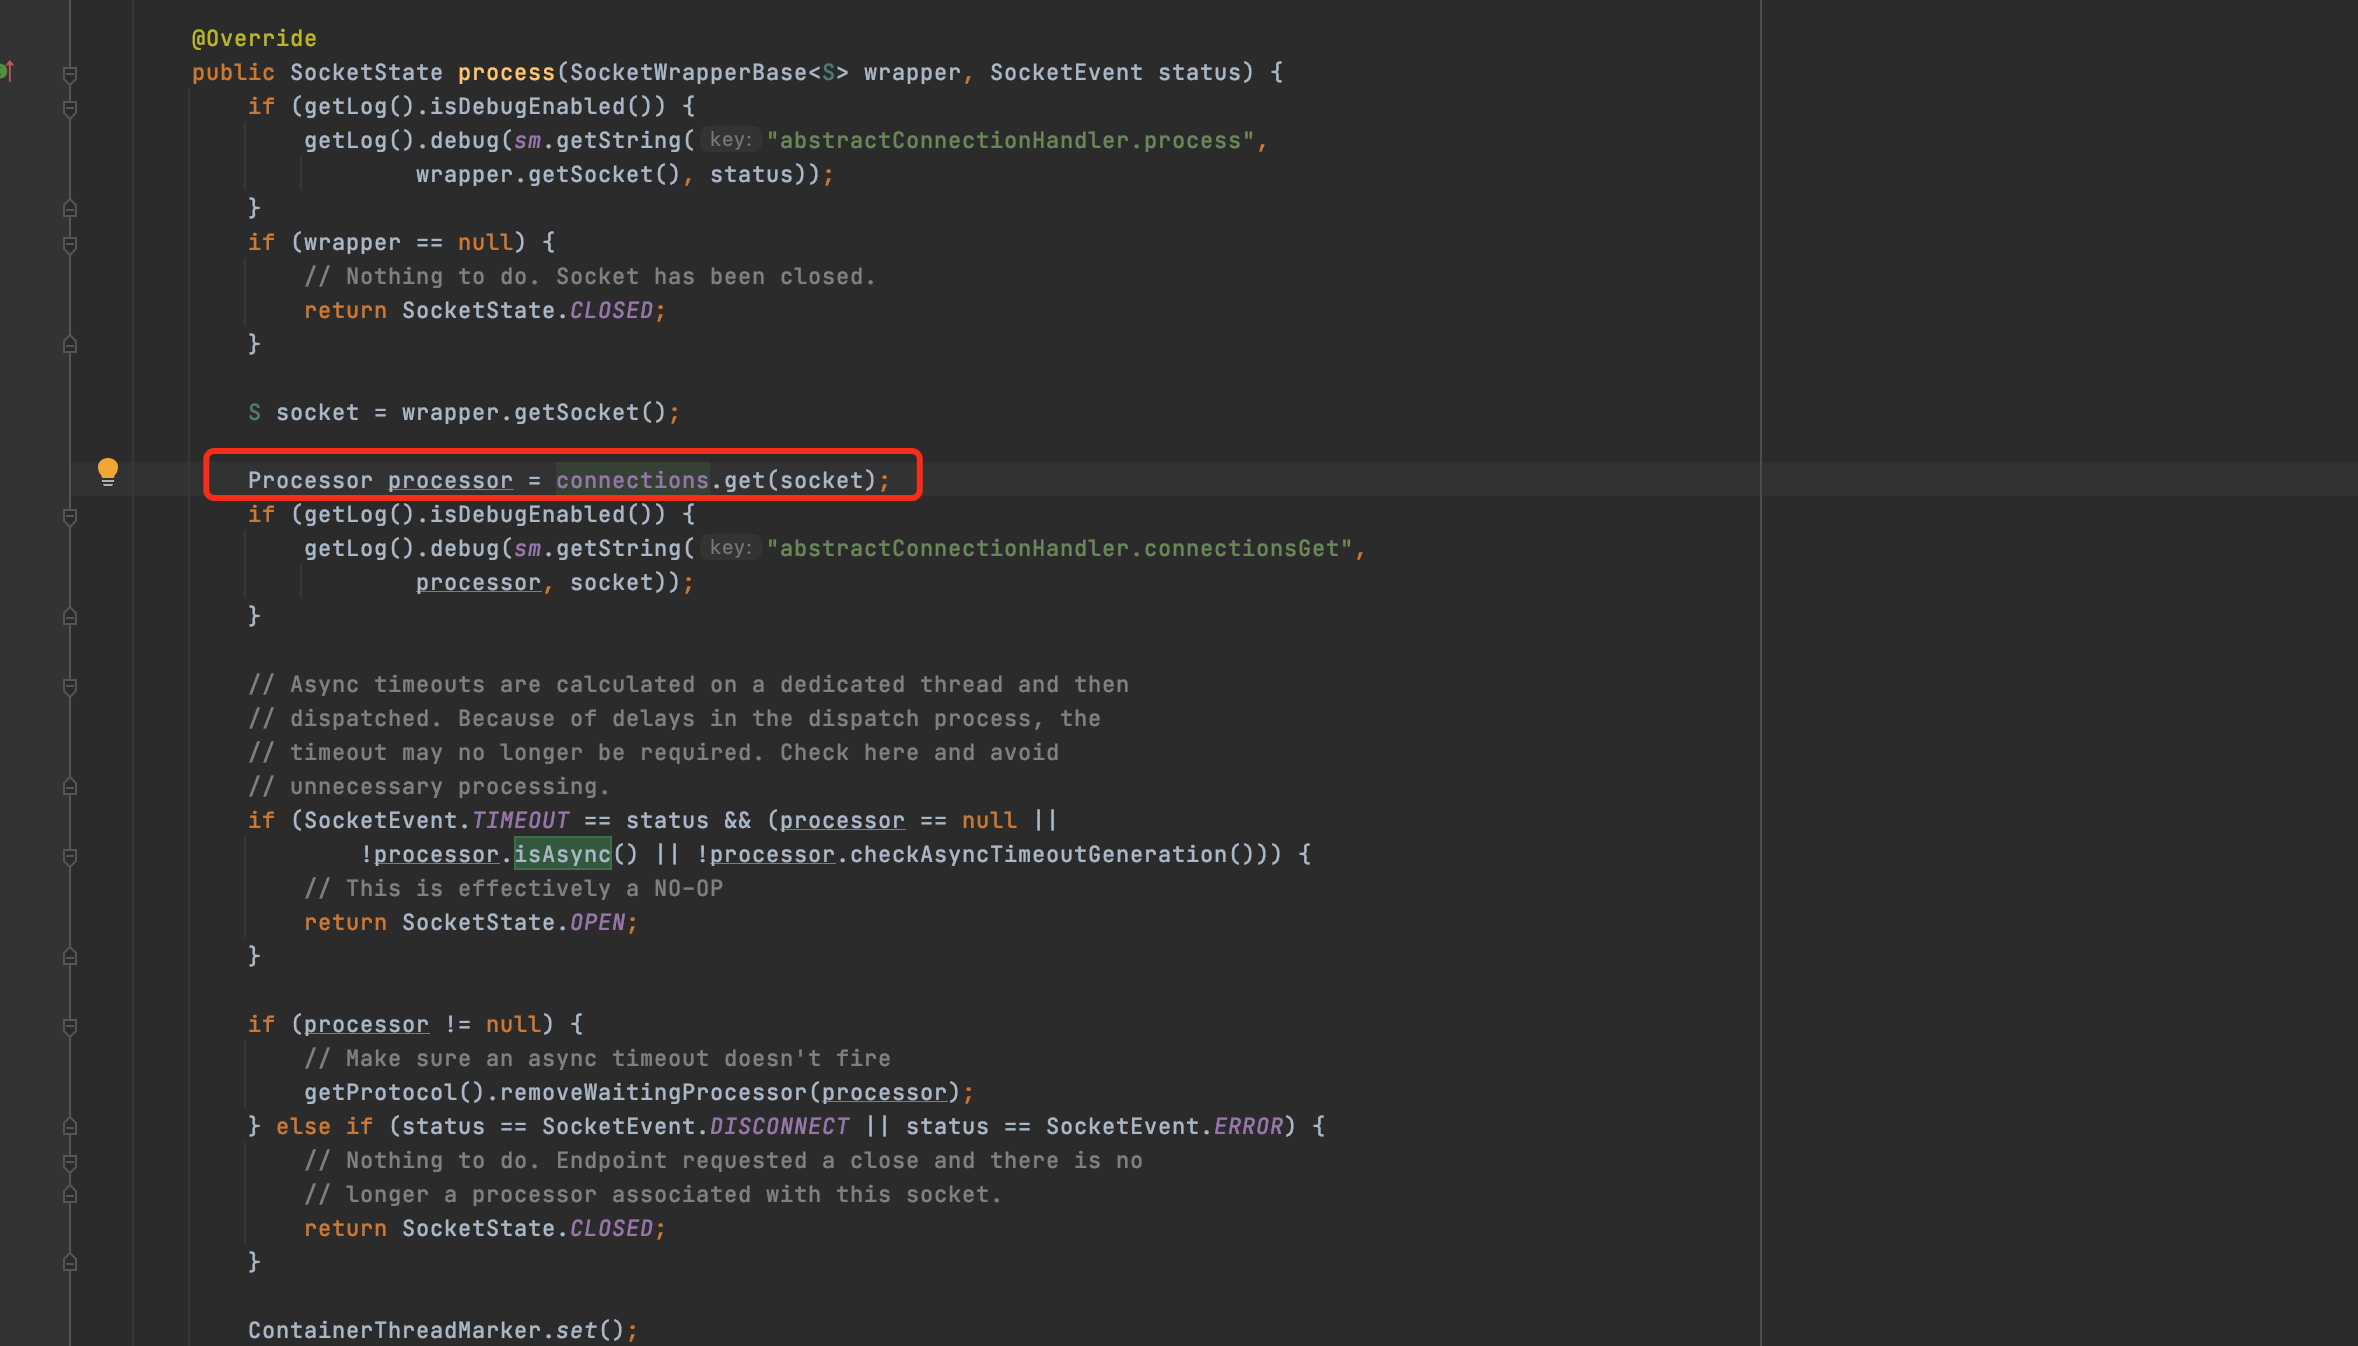 @Override
public SocketState process(SocketWrapperBase<S> wrapper, SocketEvent status) {
if (getLog().isDebugEnabled()) {
getLog().debug(sm.getString( key: "abstractConnectionHandler.process",
wrapper.getSocket(), status));
}
if (wrapper == null) {
// Nothing to do. Socket has been closed.
return SocketState.CLOSED;
}
S socket = wrapper.getSocket();
Processor processor = connections.get(socket);
if (getLog().isDebugEnabled()) {
getLog().debug(sm.getString( key: "abstractConnectionHandler.connectionsGet",
processor, socket));
}
// Async timeouts are calculated on a dedicated thread and then
// dispatched. Because of delays in the dispatch process, the
// timeout may no longer be required. Check here and avoid
// unnecessary processing.
if (SocketEvent.TIMEOUT == status && (processor == null ||
!processor.isAsync() || !processor.checkAsyncTimeoutGeneration())) {
// This is effectively a NO-OP
return SocketState.OPEN;
}
if (processor != null) {
// Make sure an async timeout doesn't fire
getProtocol().removeWaitingProcessor(processor);
} else if (status == SocketEvent.DISCONNECT || status == SocketEvent.ERROR) {
// Nothing to do. Endpoint requested a close and there is no
// longer a processor associated with this socket.
return SocketState.CLOSED;
}
ContainerThreadMarker.set();